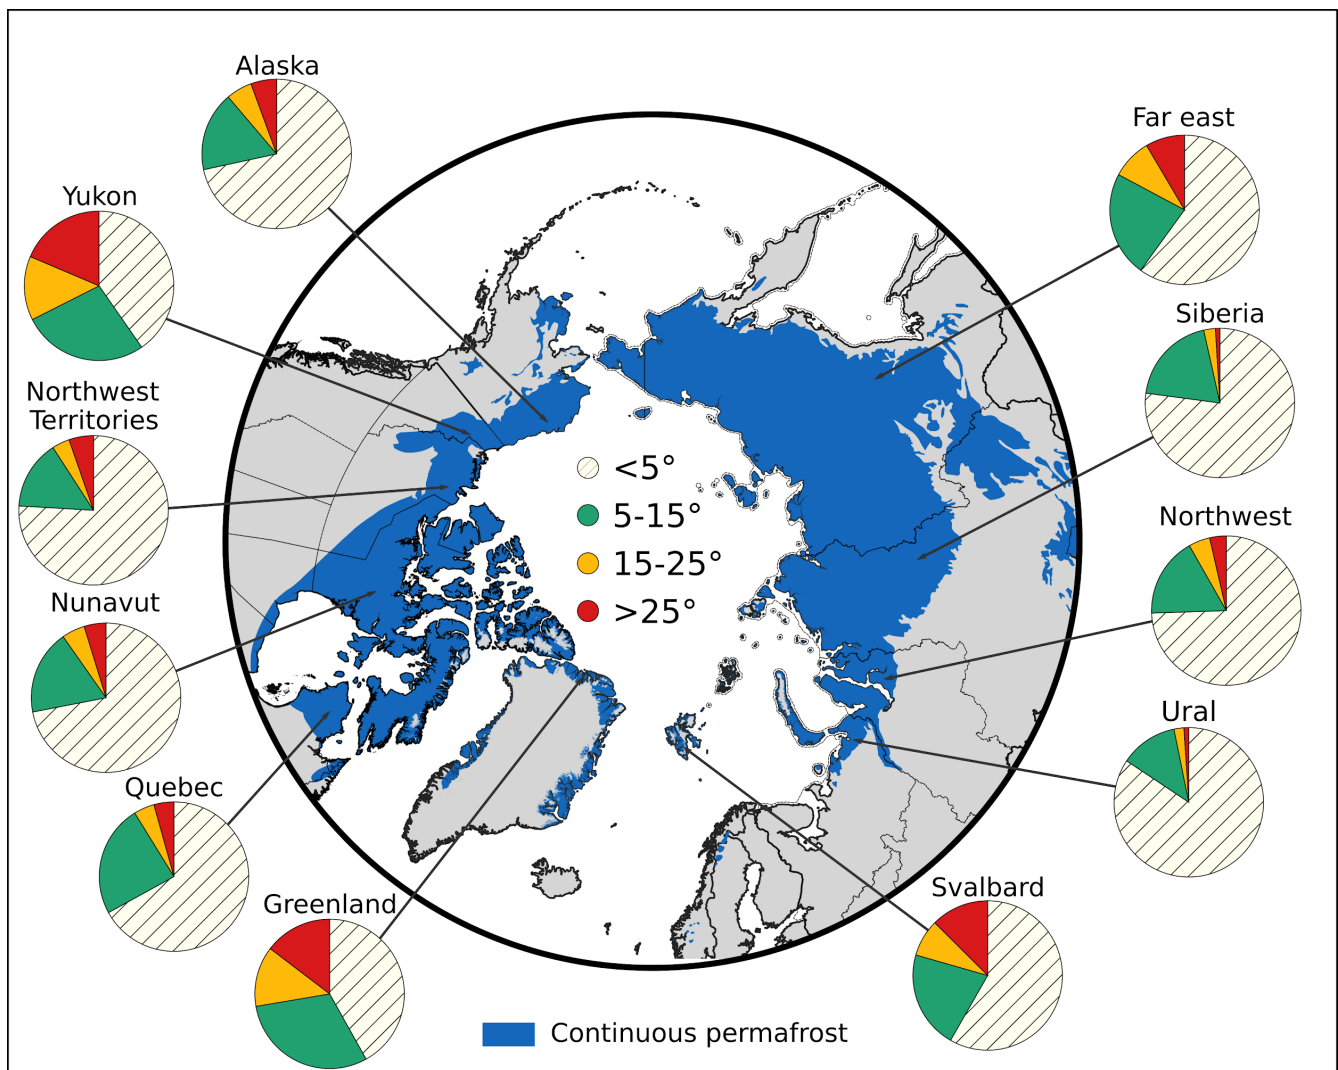 Alaska
Far east
Yukon
Siberia
Northwest
Territories
<5°
5-15°
Northwest
15-25°
Nunavut
>25°
Ural
Quebec
Svalbard
Greenland
Continuous permafrost